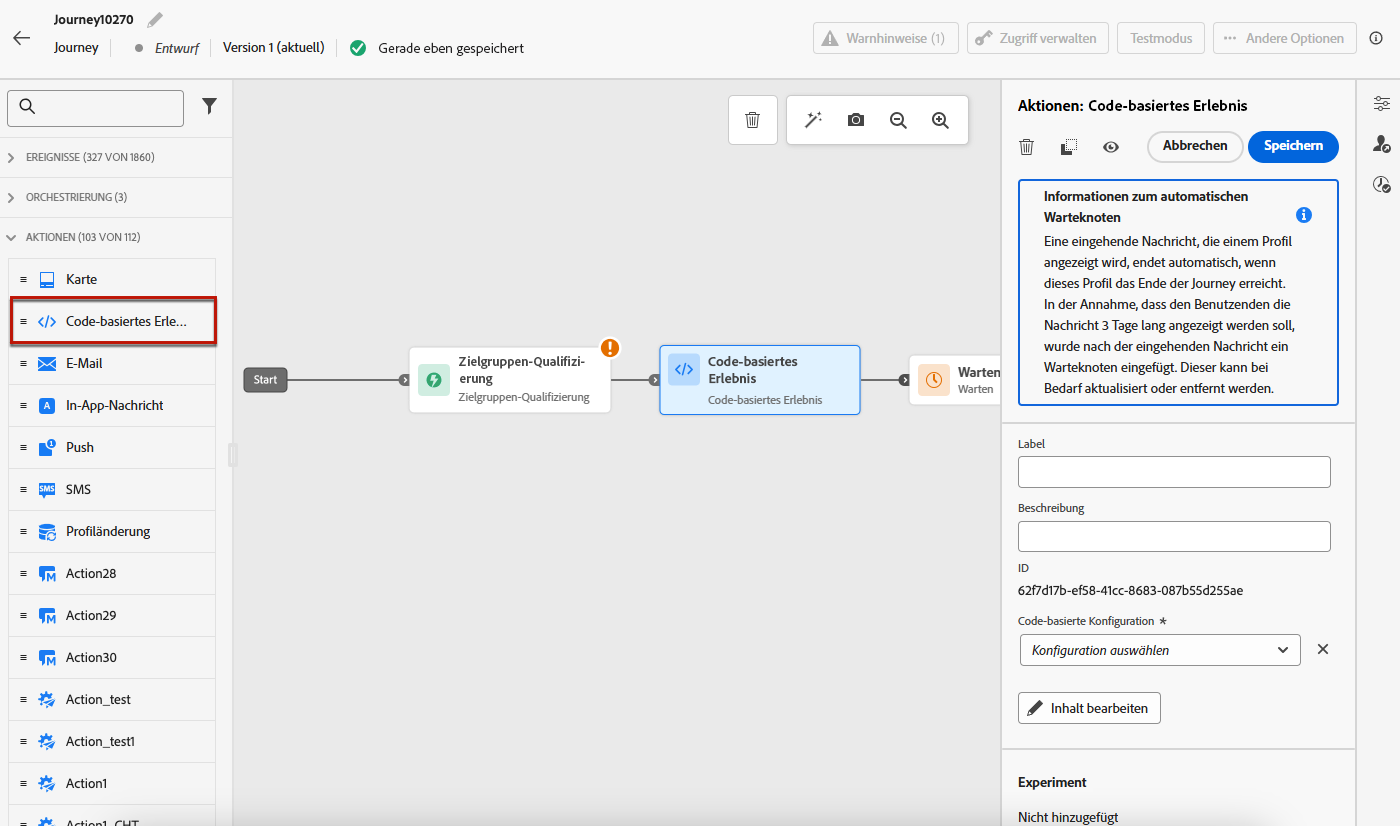 Journey10270
Journey
Entwurf
Version 1 (aktuell)
Gerade eben gespeichert
Warnhinweise (1)
Zugriff verwalten
Testmodus
Andere Optionen
EREIGNISSE (327 VON 1860)
ORCHESTRIERUNG (3)
AKTIONEN (103 VON 112)
Karte
Code-basiertes Erle...
E-Mail
In-App-Nachricht
Push
SMS
Profiländerung
Action28
Action29
Action30
Action_test
Action_test1
Action1
Action1_CHT
Start
Zielgruppen-Qualifizi-
erung
Zielgruppen-Qualifizierung
Code-basiertes
Erlebnis
Code-basiertes Erlebnis
Warten
Warten
Aktionen: Code-basiertes Erlebnis
Abbrechen
Speichern
Informationen zum automatischen
Warteknoten
Eine eingehende Nachricht, die einem Profil
angezeigt wird, endet automatisch, wenn
dieses Profil das Ende der Journey erreicht.
In der Annahme, dass den Benutzenden die
Nachricht 3 Tage lang angezeigt werden soll,
wurde nach der eingehenden Nachricht ein
Warteknoten eingefügt. Dieser kann bei
Bedarf aktualisiert oder entfernt werden.
Label
Beschreibung
ID
62f7d17b-ef58-41cc-8683-087b55d255ae
Code-basierte Konfiguration *
Konfiguration auswählen
Inhalt bearbeiten
Experiment
Nicht hinzugefügt